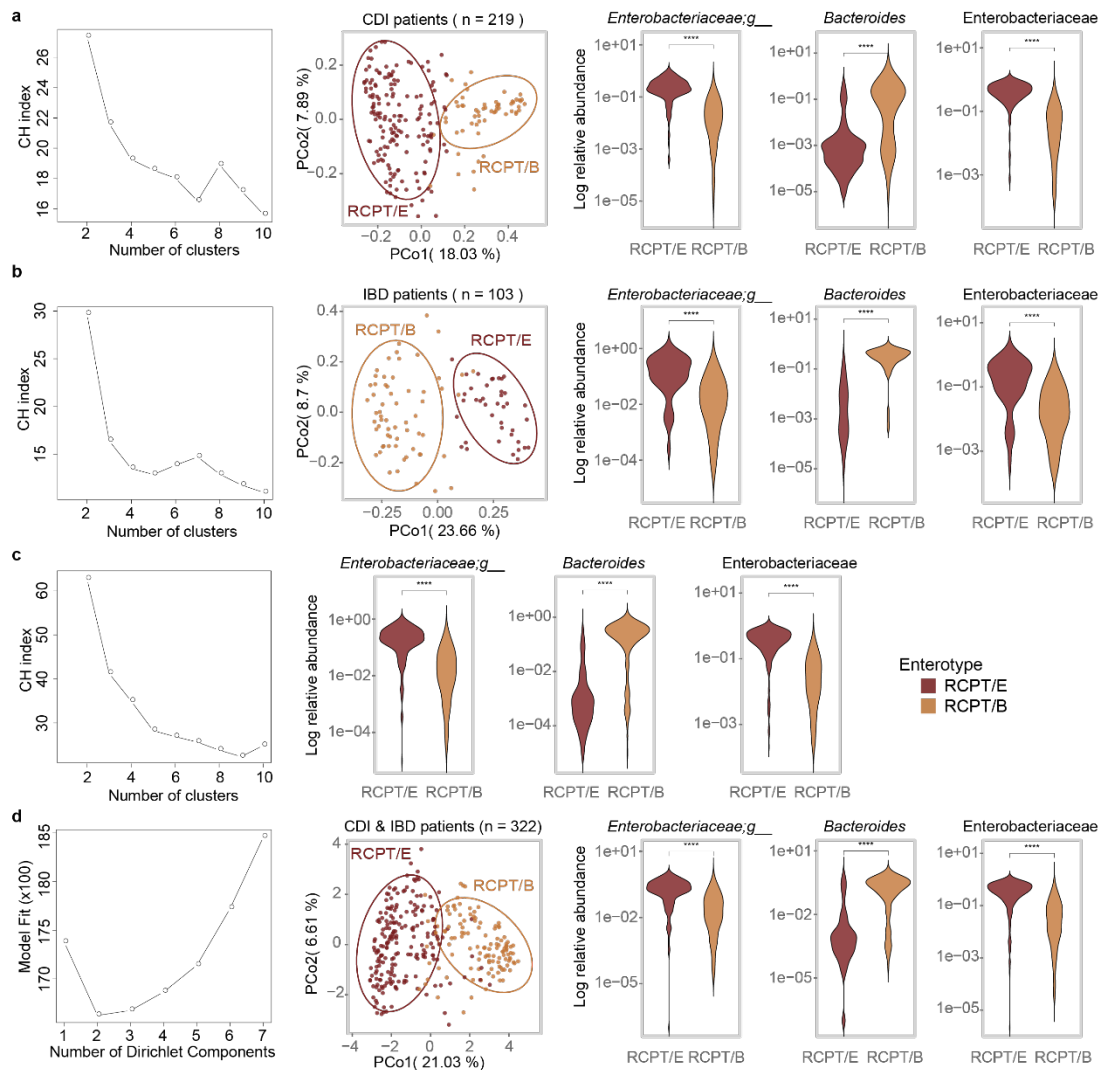 a
CH index
26
24
22
20
18
16
2 4 6 8 10
Number of clusters
CDI patients ( n = 219)
PCo2( 7.89 %)
0.2
0.0
−0.2
RCPT/B
RCPT/E
−0.2 0.0 0.2 0.4
PCo1( 18.03 %)
Log relative abundance
Enterobacteriaceae;g__
****
1e+01
1e−01
1e−03
1e−05
RCPT/E RCPT/B
Bacteroides
****
1e+01
1e−01
1e−03
1e−05
RCPT/E RCPT/B
Enterobacteriaceae
****
1e+01
1e−01
1e−03
RCPT/E RCPT/B
b
CH index
30
25
20
15
2 4 6 8 10
Number of clusters
IBD patients ( n = 103)
PCo2( 8.7 %)
0.4
0.2
0.0
−0.2
RCPT/B
RCPT/E
−0.25 0.00 0.25
PCo1( 23.66 %)
Log relative abundance
Enterobacteriaceae;g__
****
1e+00
1e−02
1e−04
RCPT/E RCPT/B
Bacteroides
****
1e+01
1e−01
1e−03
1e−05
RCPT/E RCPT/B
Enterobacteriaceae
****
1e+01
1e−01
1e−03
RCPT/E RCPT/B
c
CH index
60
50
40
30
2 4 6 8 10
Number of clusters
Log relative abundance
Enterobacteriaceae;g__
****
1e+00
1e−02
1e−04
RCPT/E RCPT/B
Bacteroides
****
1e+00
1e−02
1e−04
RCPT/E RCPT/B
Enterobacteriaceae
****
1e+01
1e−01
1e−03
RCPT/E RCPT/B
Enterotype
RCPT/E
RCPT/B
d
Model Fit (x100)
185
180
175
170
1 2 3 4 5 6 7
Number of Dirichlet Components
CDI & IBD patients (n = 322)
PCo2( 6.61 %)
4
2
0
−2
RCPT/E
RCPT/B
−4 −2 0 2 4
PCo1( 21.03 %)
Log relative abundance
Enterobacteriaceae;g__
****
1e+01
1e−02
1e−05
RCPT/E RCPT/B
Bacteroides
****
1e+01
1e−02
1e−05
RCPT/E RCPT/B
Enterobacteriaceae
****
1e+01
1e−01
1e−03
1e−05
RCPT/E RCPT/B